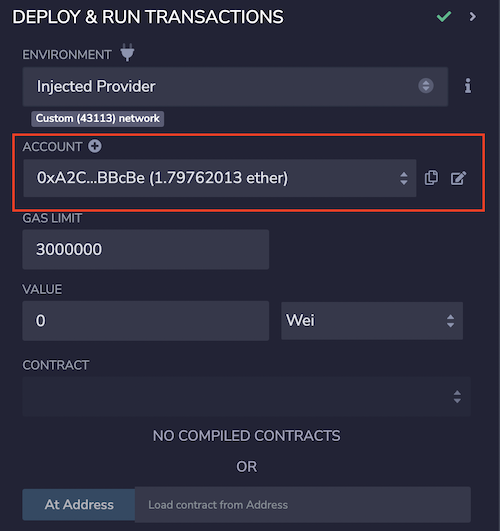 DEPLOY & RUN TRANSACTIONS
ENVIRONMENT
Injected Provider
Custom (43113) network
ACCOUNT
0xA2C...BBcBe (1.79762013 ether)
GAS LIMIT
3000000
VALUE
0 Wei
CONTRACT
NO COMPILED CONTRACTS
OR
At Address Load contract from Address